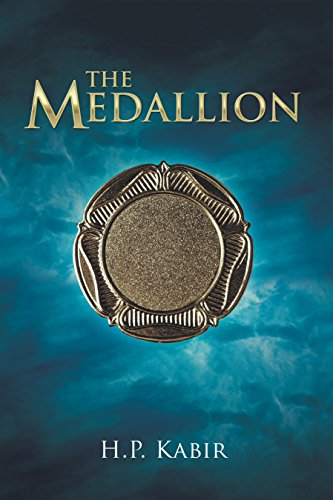 THE
MEDALLION
H.P. KABIR